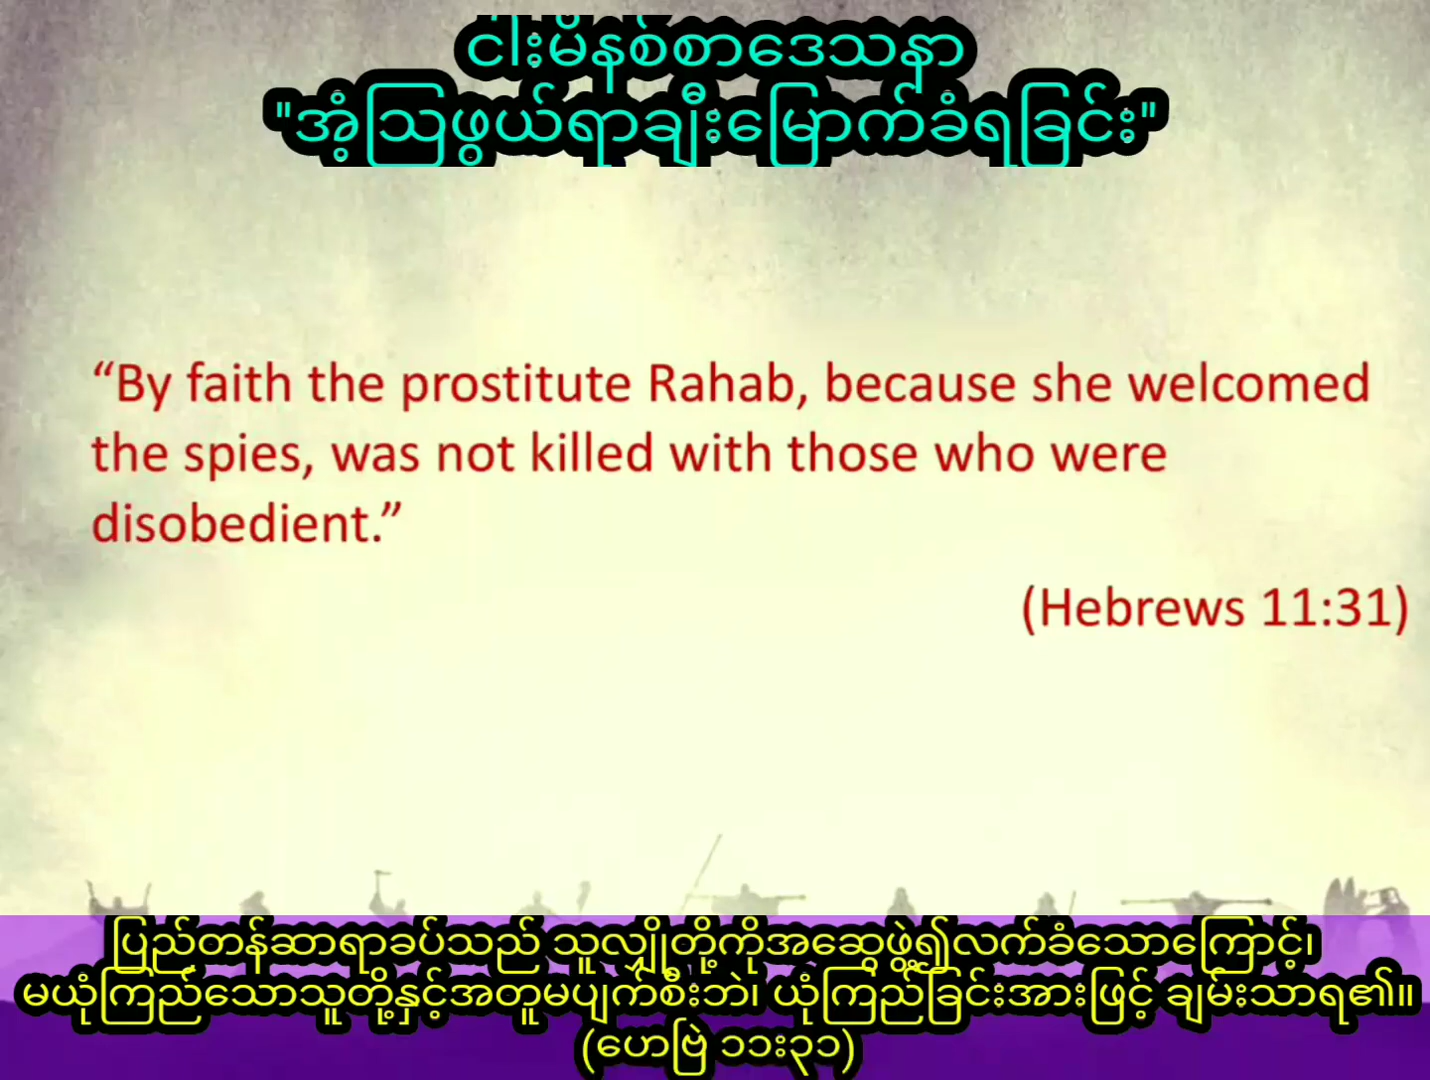 ငါးမိနစ်စာဒေသနာ
"အံ့ဩဖွယ်ရာချီးမြှောက်ခံရခြင်း"
“By faith the prostitute Rahab, because she welcomed
the spies, was not killed with those who were
disobedient.”
(Hebrews 11:31)
ပြည်တန်ဆာရာခပ်သည် သူလျှိုတို့ကိုအဆွေဖွဲ့၍လက်ခံသောကြောင့်၊
မယုံကြည်သောသူတို့နှင့်အတူမပျက်စီးဘဲ၊ ယုံကြည်ခြင်းအားဖြင့် ချမ်းသာရ၏။
(ဟေဗြဲ ၁၁း၃၁)